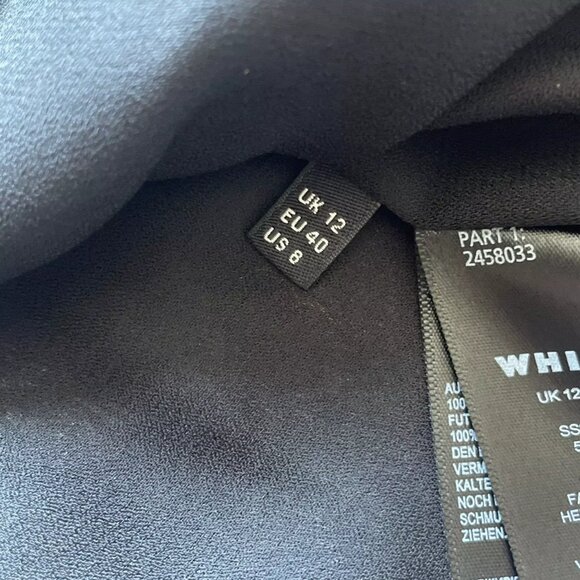 UK 12
EU 40
US 8
PART 1:
2458033
WHI
UK 12
SS
5
FA
HE
AU
100
FUT
100%
DEN
VERM
KALTE
NOCH
SCHMU
ZIEHEN.